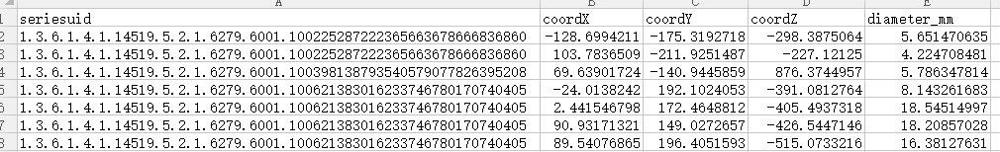 A B C D E
1 seriesuid coordX coordY coordZ diameter_mm
2 1.3.6.1.4.1.14519.5.2.1.6279.6001.100225287222365663678666836860 -128.6994211 -175.3192718 -298.3875064 5.651470635
3 1.3.6.1.4.1.14519.5.2.1.6279.6001.100225287222365663678666836860 103.7836509 -211.9251487 -227.12125 4.224708481
4 1.3.6.1.4.1.14519.5.2.1.6279.6001.100398138793540579077826395208 69.63901724 -140.9445859 876.3744957 5.786347814
5 1.3.6.1.4.1.14519.5.2.1.6279.6001.100621383016233746780170740405 -24.0138242 192.1024053 -391.0812764 8.143261683
6 1.3.6.1.4.1.14519.5.2.1.6279.6001.100621383016233746780170740405 2.441546798 172.4648812 -405.4937318 18.54514997
7 1.3.6.1.4.1.14519.5.2.1.6279.6001.100621383016233746780170740405 90.93171321 149.0272657 -426.5447146 18.20857028
8 1.3.6.1.4.1.14519.5.2.1.6279.6001.100621383016233746780170740405 89.54076865 196.4051593 -515.0733216 16.38127631